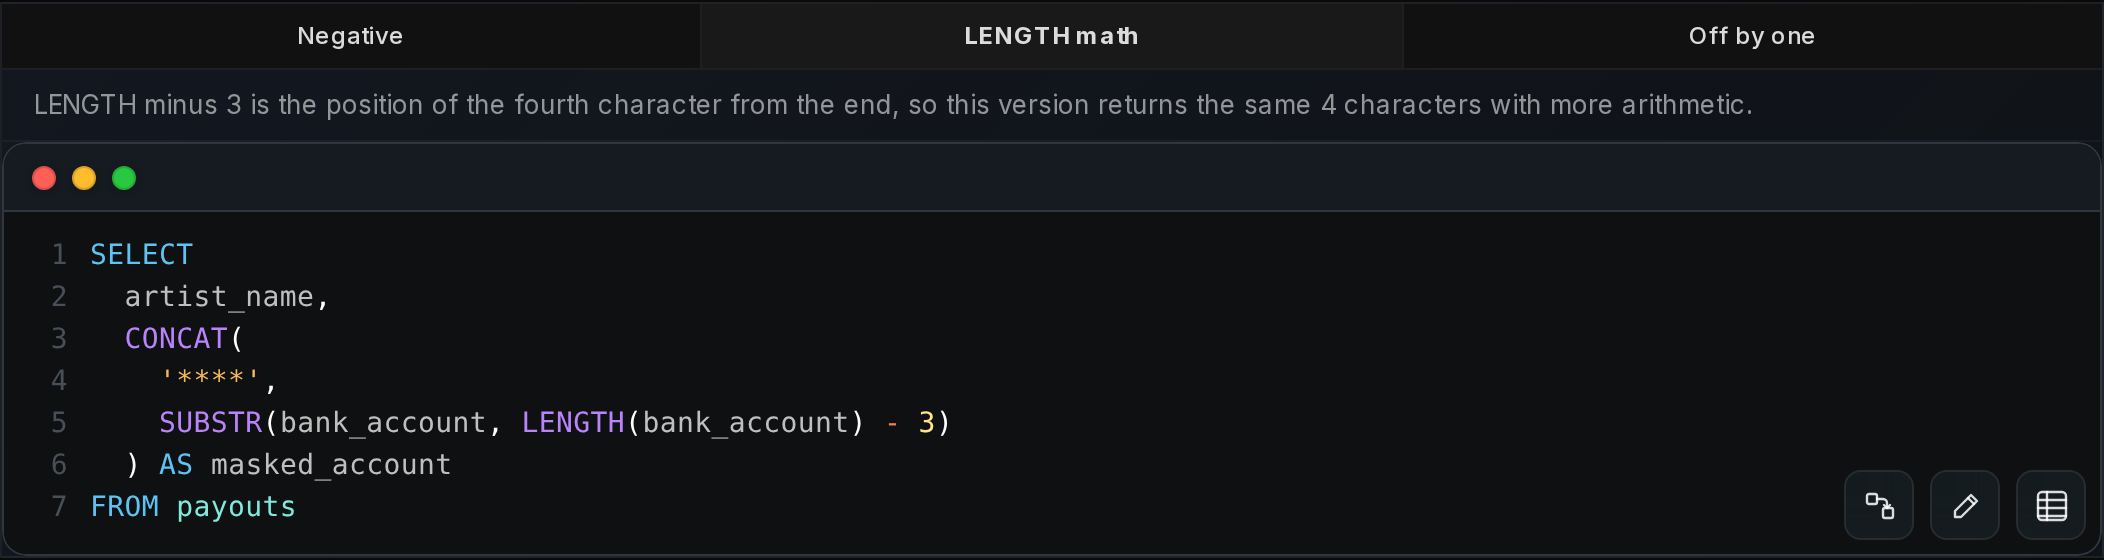 Negative
LENGTH math
Off by one
LENGTH minus 3 is the position of the fourth character from the end, so this version returns the same 4 characters with more arithmetic.
1 SELECT
2   artist_name,
3   CONCAT(
4     '****',
5     SUBSTR(bank_account, LENGTH(bank_account) - 3)
6   ) AS masked_account
7 FROM payouts